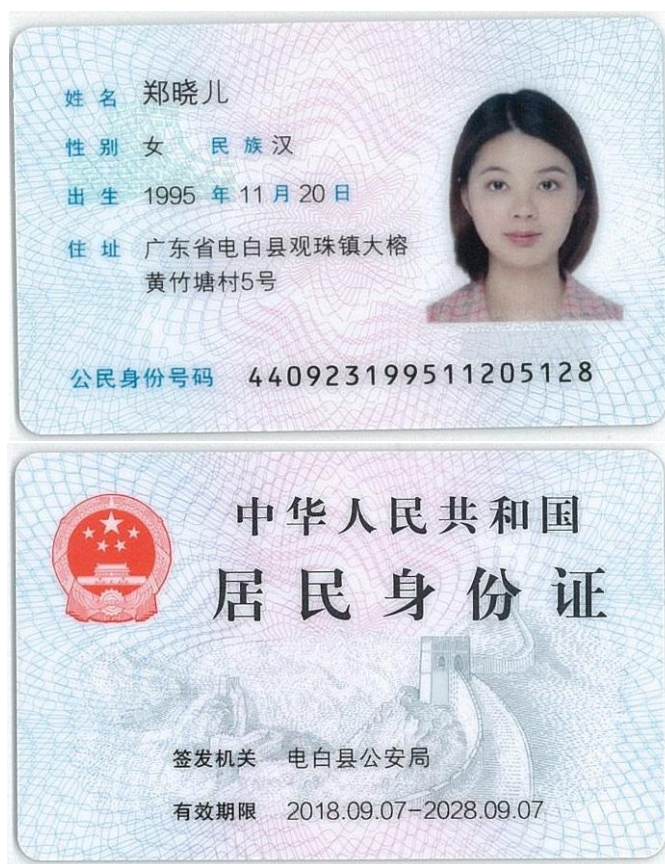 姓名 郑晓儿
性别 女 民族 汉
出生 1995 年 11 月 20 日
住址 广东省电白县观珠镇大榕
黄竹塘村5号
公民身份号码 440923199511205128
中华人民共和国
居民身份证
签发机关 电白县公安局
有效期限 2018.09.07-2028.09.07